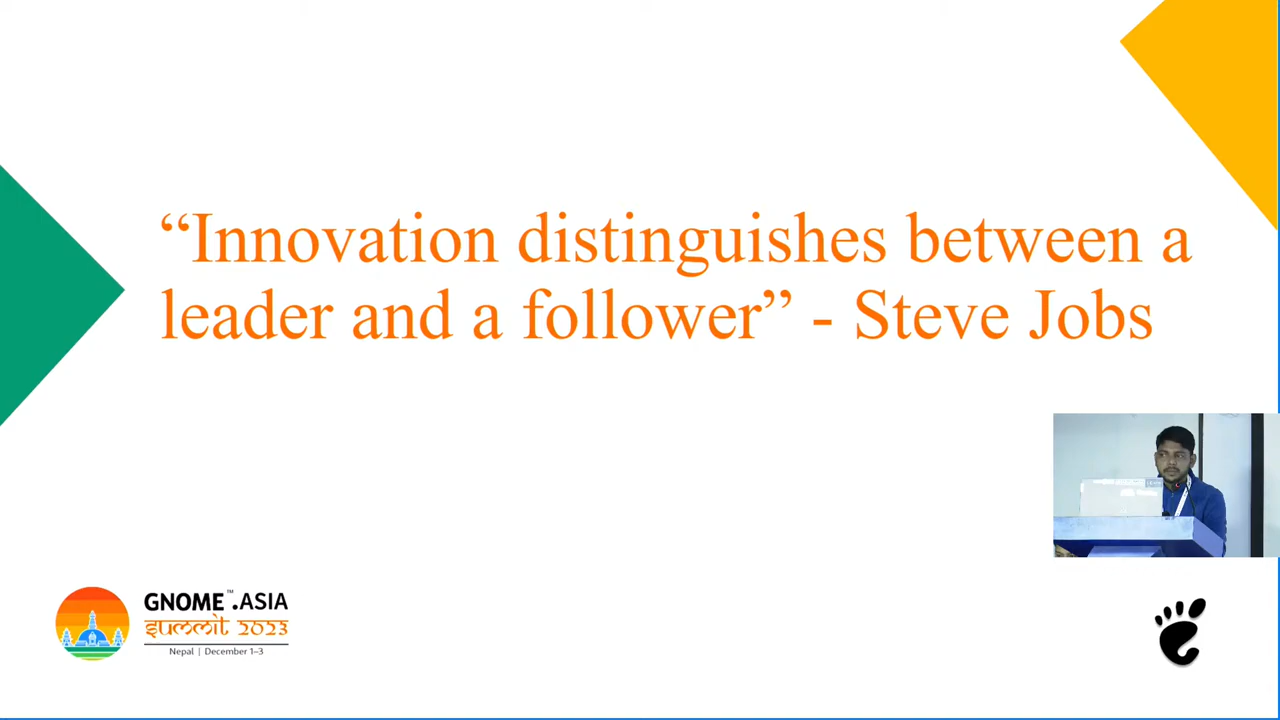 “Innovation distinguishes between a
leader and a follower” - Steve Jobs
GNOME™.ASIA
summit 2023
Nepal | December 1–3